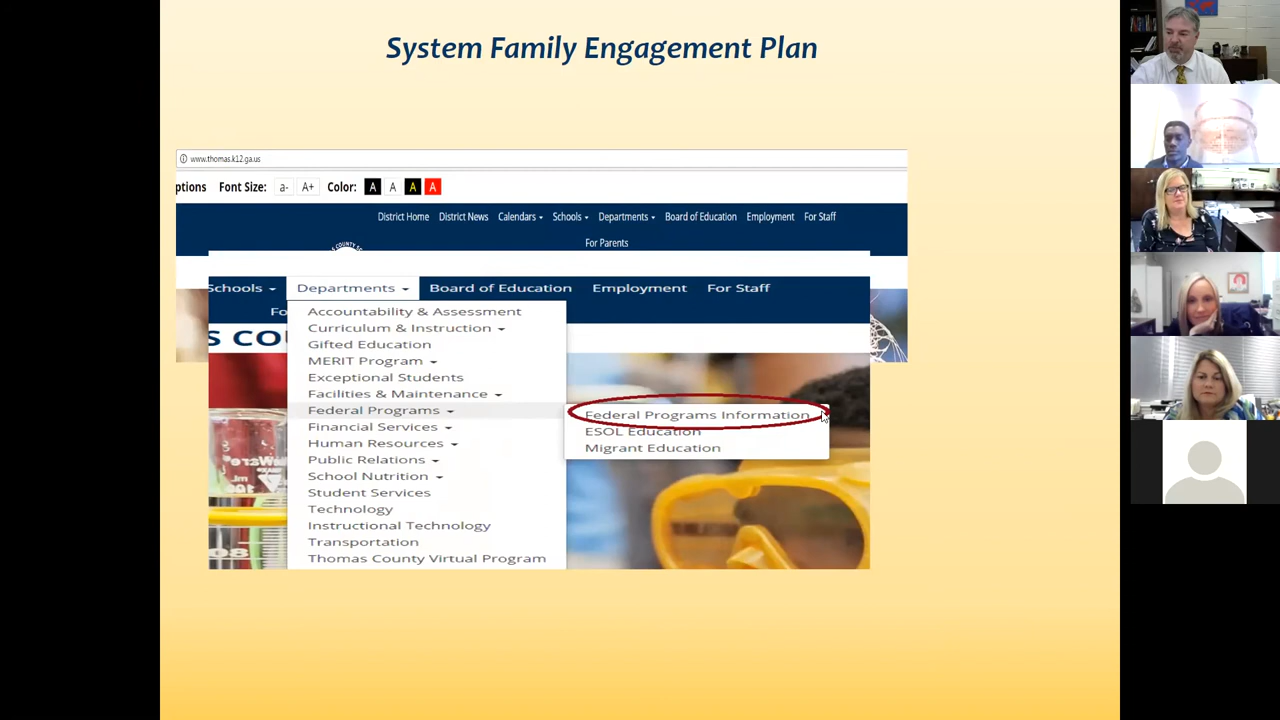 System Family Engagement Plan
www.thomas.k12.ga.us
ptions Font Size: a- A+ Color: A A A A
District Home District News Calendars Schools Departments Board of Education Employment For Staff
For Parents
Schools Departments Board of Education Employment For Staff
Fo
S COU
Accountability & Assessment
Curriculum & Instruction
Gifted Education
MERIT Program
Exceptional Students
Facilities & Maintenance
Federal Programs
Federal Programs Information
ESOL Education
Migrant Education
Financial Services
Human Resources
Public Relations
School Nutrition
Student Services
Technology
Instructional Technology
Transportation
Thomas County Virtual Program